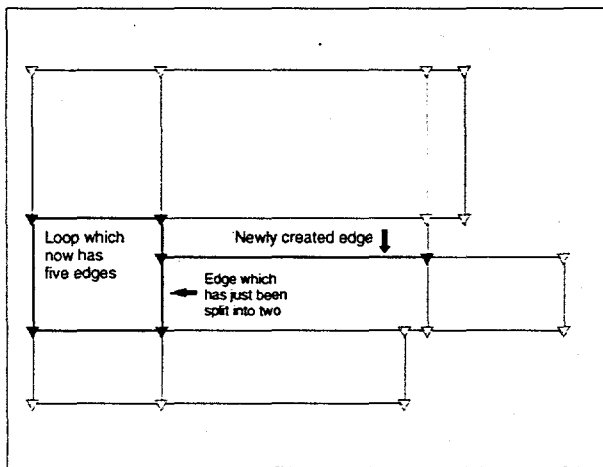 Loop which
now has
five edges
Newly created edge
Edge which
has just been
split into two